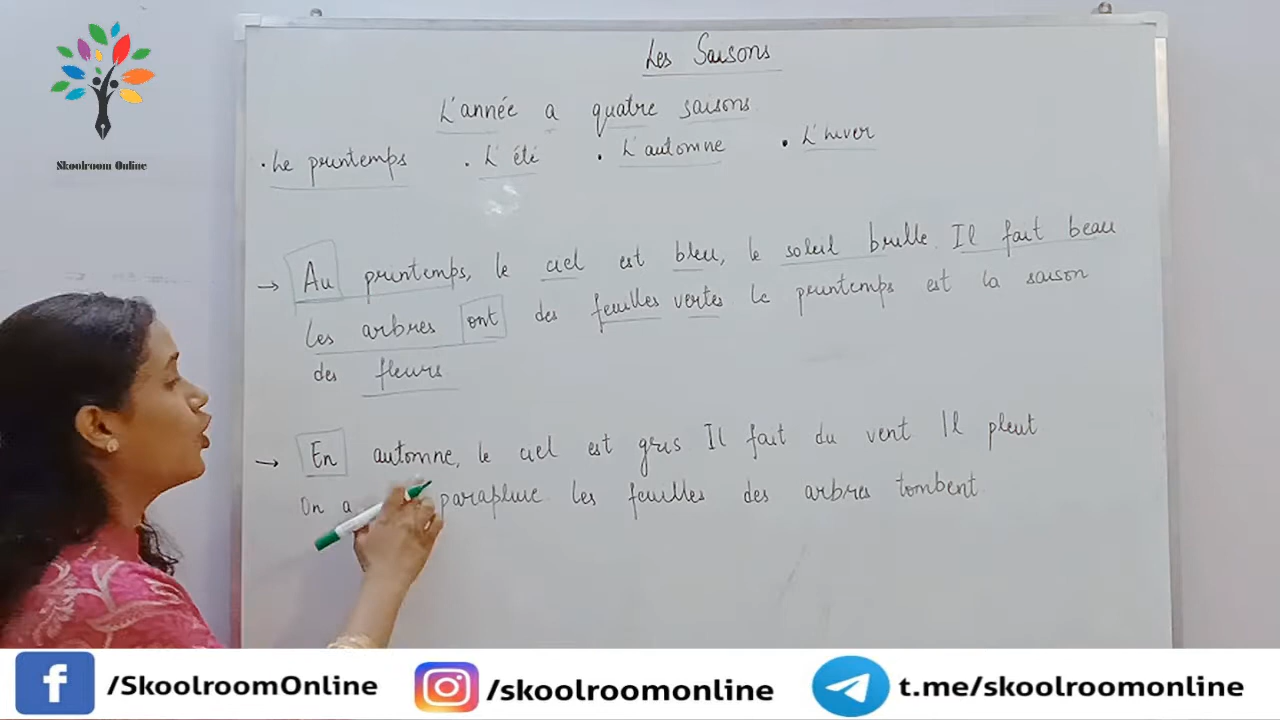 Skoolroom Online
Les Saisons
L'année a quatre saisons
• Le printemps • L'été • L'automne • L'hiver
→ Au printemps, le ciel est bleu, le soleil brulle. Il fait beau
Les arbres ont des feuilles vertes Le printemps est la saison
des fleurs
→ En automne, le ciel est gris Il fait du vent Il pleut
On a parapluie les feuilles des arbres tombent
/SkoolroomOnline /skoolroomonline t.me/skoolroomonline